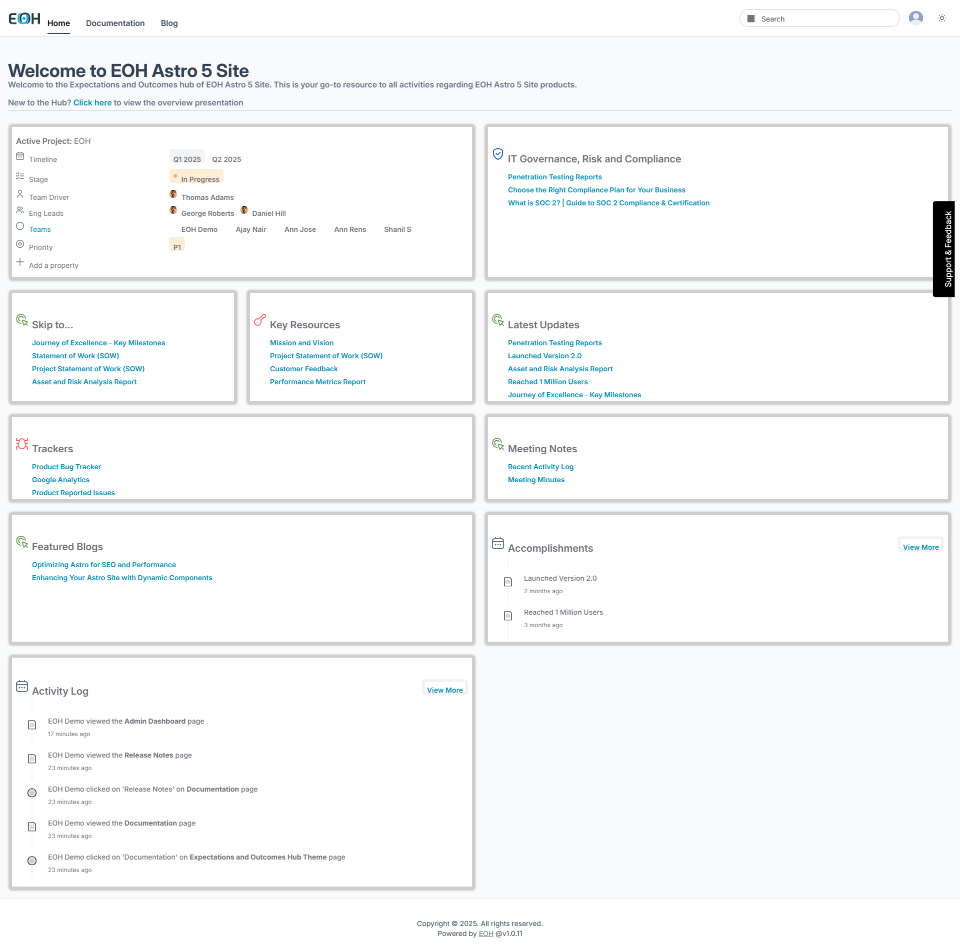 EOH Home Documentation Blog Search
Welcome to EOH Astro 5 Site
Welcome to the Expectations and Outcomes hub of EOH Astro 5 Site. This is your go-to resource to all activities regarding EOH Astro 5 Site products.
New to the Hub? Click here to view the overview presentation
Active Project: EOH
Timeline Q1 2025 Q2 2025
Stage In Progress
Team Driver Thomas Adams
Eng Leads George Roberts Daniel Hill
Teams EOH Demo Ajay Nair Ann Jose Ann Rens Shanil S
Priority P1
Add a property
IT Governance, Risk and Compliance
Penetration Testing Reports
Choose the Right Compliance Plan for Your Business
What is SOC 2? | Guide to SOC 2 Compliance & Certification
Support & Feedback
Skip to...
Journey of Excellence - Key Milestones
Statement of Work (SOW)
Project Statement of Work (SOW)
Asset and Risk Analysis Report
Key Resources
Mission and Vision
Project Statement of Work (SOW)
Customer Feedback
Performance Metrics Report
Latest Updates
Penetration Testing Reports
Launched Version 2.0
Asset and Risk Analysis Report
Reached 1 Million Users
Journey of Excellence - Key Milestones
Trackers
Product Bug Tracker
Google Analytics
Product Reported Issues
Meeting Notes
Recent Activity Log
Meeting Minutes
Featured Blogs
Optimizing Astro for SEO and Performance
Enhancing Your Astro Site with Dynamic Components
Accomplishments View More
Launched Version 2.0
2 months ago
Reached 1 Million Users
3 months ago
Activity Log View More
EOH Demo viewed the Admin Dashboard page
17 minutes ago
EOH Demo viewed the Release Notes page
23 minutes ago
EOH Demo clicked on 'Release Notes' on Documentation page
23 minutes ago
EOH Demo viewed the Documentation page
23 minutes ago
EOH Demo clicked on 'Documentation' on Expectations and Outcomes Hub Theme page
23 minutes ago
Copyright © 2025. All rights reserved.
Powered by EOH @v1.0.11